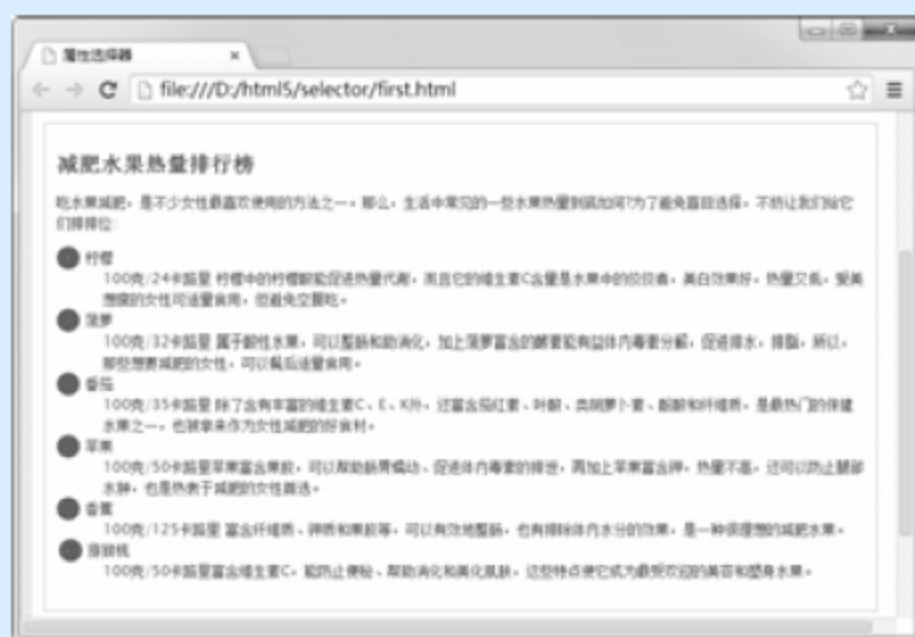 属性选择器
file:///D:/html5/selector/first.html
减肥水果热量排行榜
吃水果减肥，是不少女性最喜欢使用的方法之一。那么，生活中常见的一些水果热量到底如何?为了避免盲目选择，不妨让我们给它
们排排位:
柠檬
100克/24卡路里 柠檬中的柠檬酸能促进热量代谢，而且它的维生素C含量是水果中的佼佼者，美白效果好，热量又低，爱美
想瘦的女性可适量食用，但避免空腹吃。
菠萝
100克/32卡路里 属于酸性水果，可以整肠和助消化，加上菠萝富含的酵素能有益体内毒素分解，促进排水，排脂，所以，
那些想要减肥的女性，可以餐后适量食用。
番茄
100克/35卡路里 除了含有丰富的维生素C、E、K外，还富含茄红素、叶酸、类胡萝卜素、酚酸和纤维质，是最热门的保健
水果之一，也被拿来作为女性减肥的好食材。
苹果
100克/50卡路里苹果富含果胶，可以帮助肠胃蠕动、促进体内毒素的排泄，再加上苹果富含钾，热量不高，还可以防止腿部
水肿，也是热衷于减肥的女性首选。
香蕉
100克/125卡路里 富含纤维质、钾质和果胶等，可以有效地整肠，也有排除体内水分的效果，是一种很理想的减肥水果。
猕猴桃
100克/50卡路里富含维生素C，能防止便秘、帮助消化和美化肌肤，这些特点使它成为最受欢迎的美容和塑身水果。